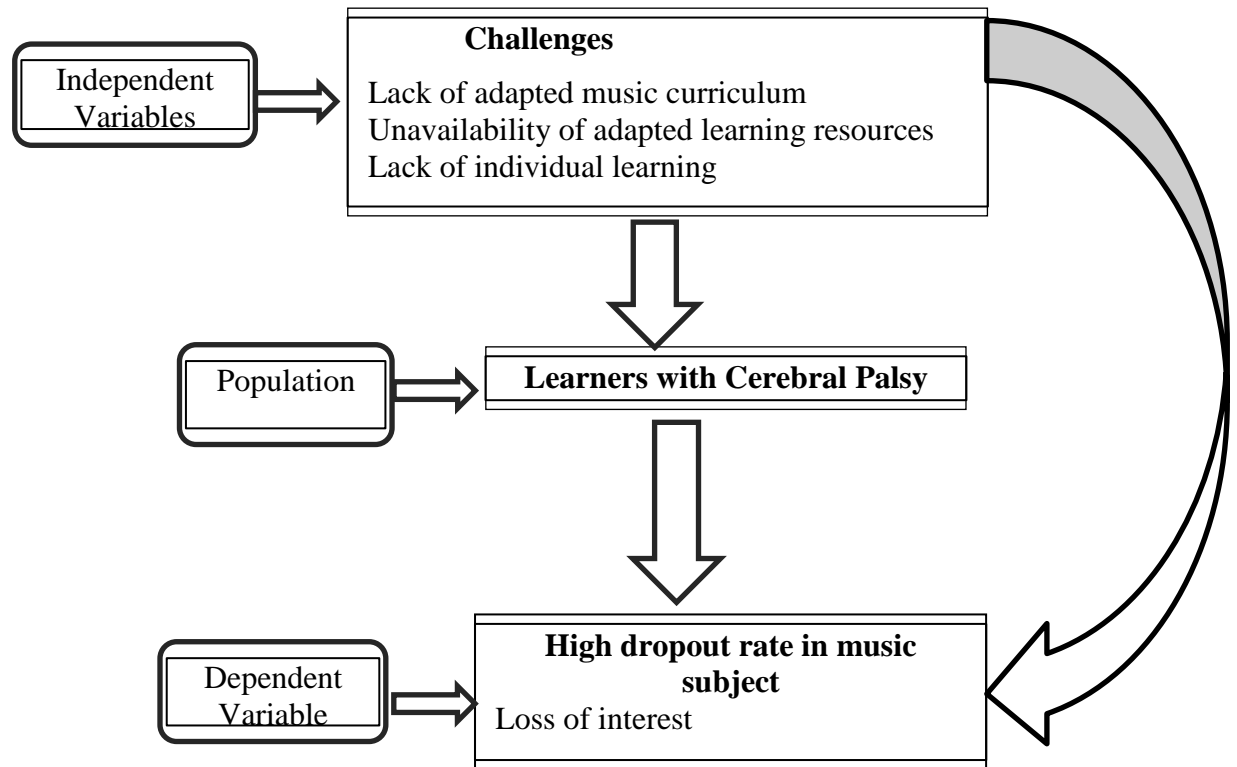 Challenges
Independent
Variables
Lack of adapted music curriculum
Unavailability of adapted learning resources
Lack of individual learning
Population
Learners with Cerebral Palsy
High dropout rate in music
subject
Dependent
Variable
Loss of interest